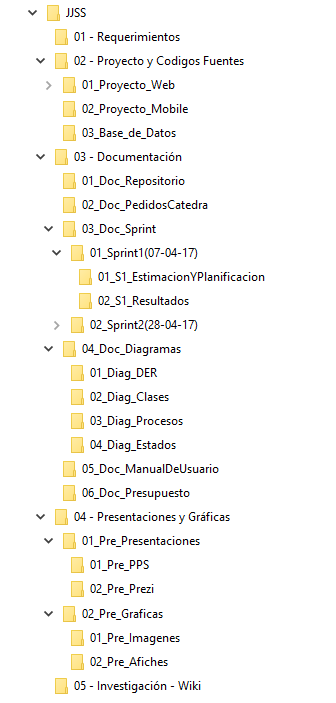 JJSS
01 - Requerimientos
02 - Proyecto y Codigos Fuentes
01_Proyecto_Web
02_Proyecto_Mobile
03_Base_de_Datos
03 - Documentación
01_Doc_Repositorio
02_Doc_PedidosCatedra
03_Doc_Sprint
01_Sprint1(07-04-17)
01_S1_EstimacionYPlanificacion
02_S1_Resultados
02_Sprint2(28-04-17)
04_Doc_Diagramas
01_Diag_DER
02_Diag_Clases
03_Diag_Procesos
04_Diag_Estados
05_Doc_ManualDeUsuario
06_Doc_Presupuesto
04 - Presentaciones y Gráficas
01_Pre_Presentaciones
01_Pre_PPS
02_Pre_Prezi
02_Pre_Graficas
01_Pre_Imagenes
02_Pre_Afiches
05 - Investigación - Wiki